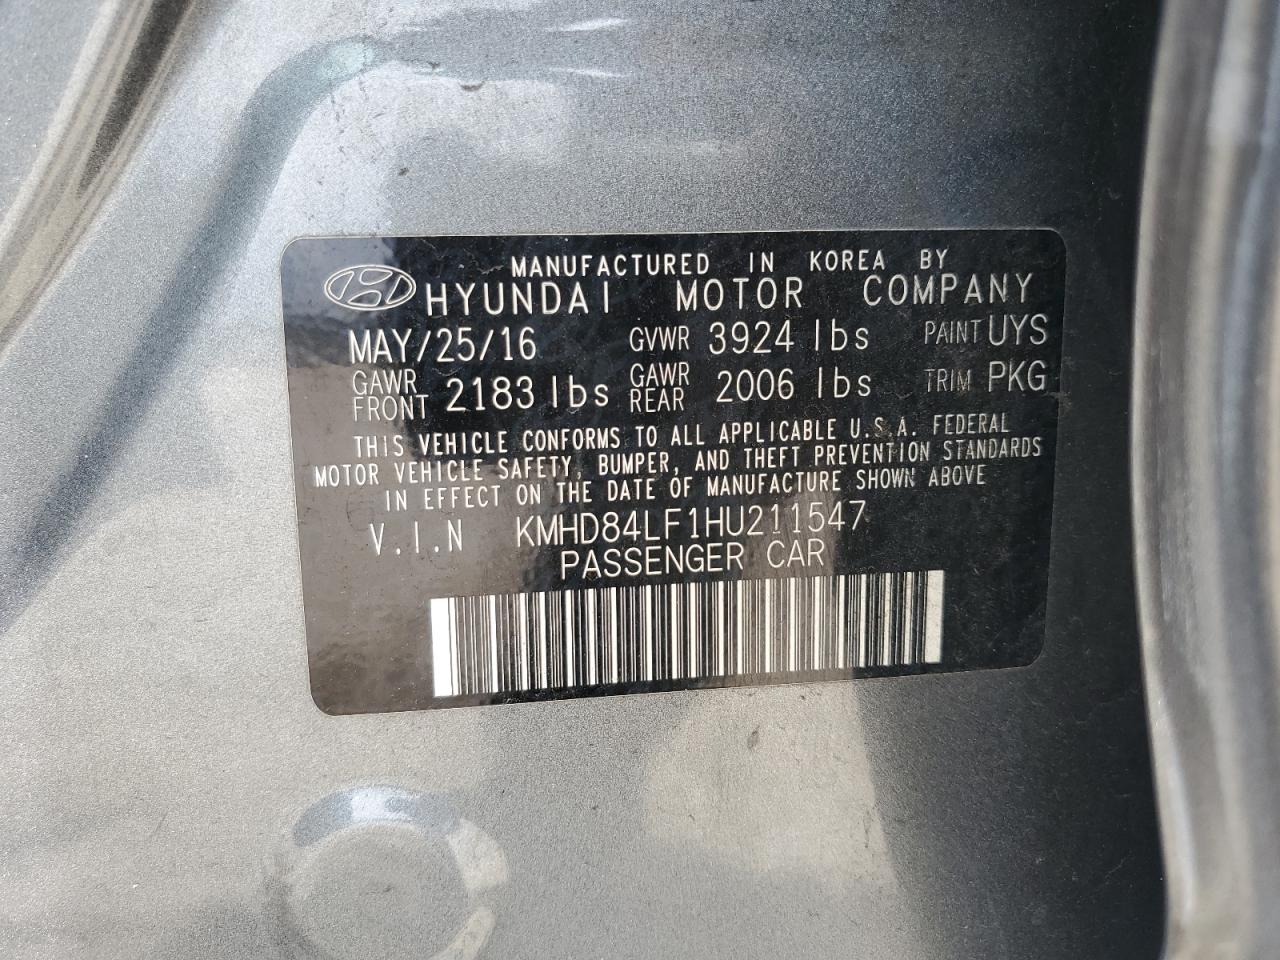 MANUFACTURED IN KOREA BY
HYUNDAI MOTOR COMPANY
MAY/25/16 GVWR 3924 lbs PAINT UYS
GAWR FRONT 2183 lbs GAWR REAR 2006 lbs TRIM PKG
THIS VEHICLE CONFORMS TO ALL APPLICABLE U.S.A. FEDERAL
MOTOR VEHICLE SAFETY, BUMPER, AND THEFT PREVENTION STANDARDS
IN EFFECT ON THE DATE OF MANUFACTURE SHOWN ABOVE
V.I.N KMHD84LF1HU211547
PASSENGER CAR